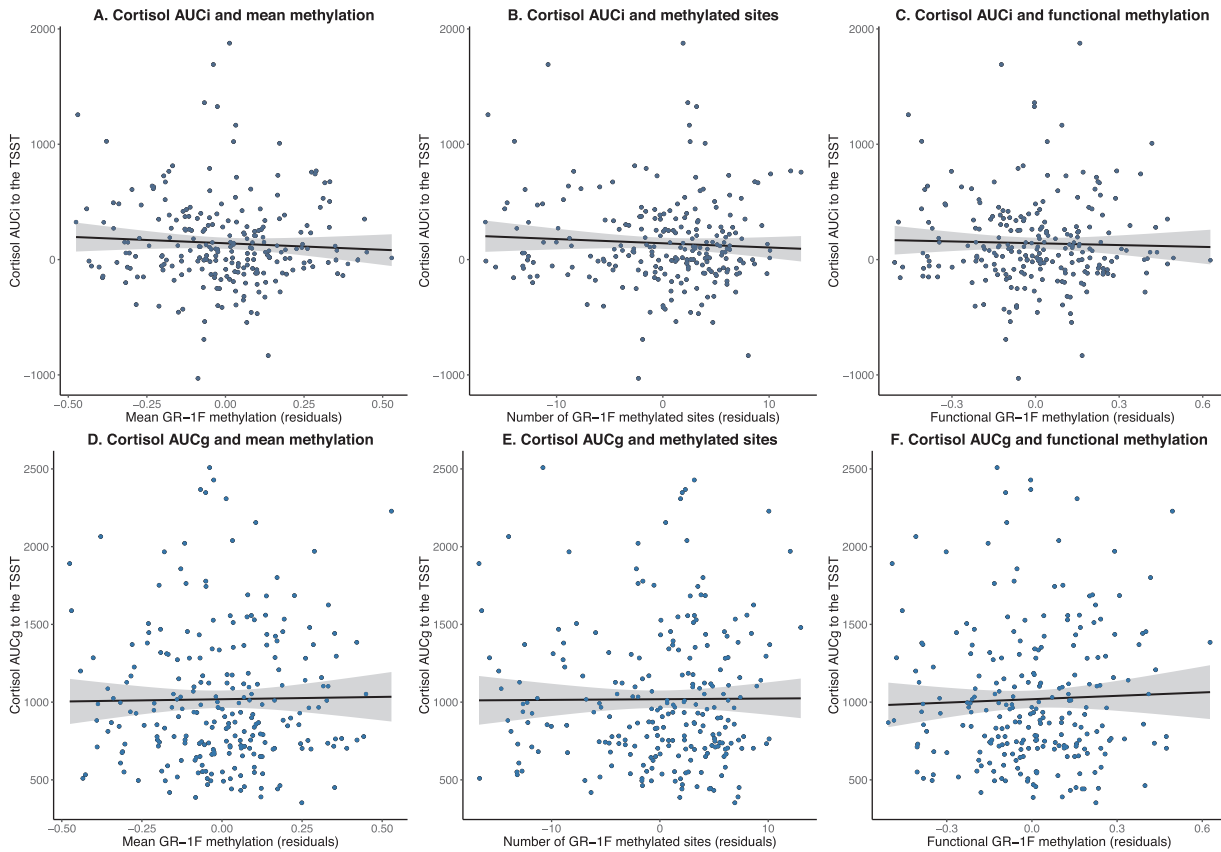 A. Cortisol AUCi and mean methylation
Cortisol AUCi to the TSST
2000
1000
0
−1000
−0.50
−0.25
0.00
0.25
0.50
Mean GR−1F methylation (residuals)
B. Cortisol AUCi and methylated sites
Cortisol AUCi to the TSST
−10
0
10
Number of GR−1F methylated sites (residuals)
C. Cortisol AUCi and functional methylation
Cortisol AUCi to the TSST
2000
1000
0
−1000
−0.3
0.0
0.3
0.6
Functional GR−1F methylation (residuals)
D. Cortisol AUCg and mean methylation
Cortisol AUCg to the TSST
2500
2000
1500
1000
500
−0.50
−0.25
0.00
0.25
0.50
Mean GR−1F methylation (residuals)
E. Cortisol AUCg and methylated sites
Cortisol AUCg to the TSST
2500
2000
1500
1000
500
−10
0
10
Number of GR−1F methylated sites (residuals)
F. Cortisol AUCg and functional methylation
Cortisol AUCg to the TSST
2500
2000
1500
1000
500
−0.3
0.0
0.3
0.6
Functional GR−1F methylation (residuals)